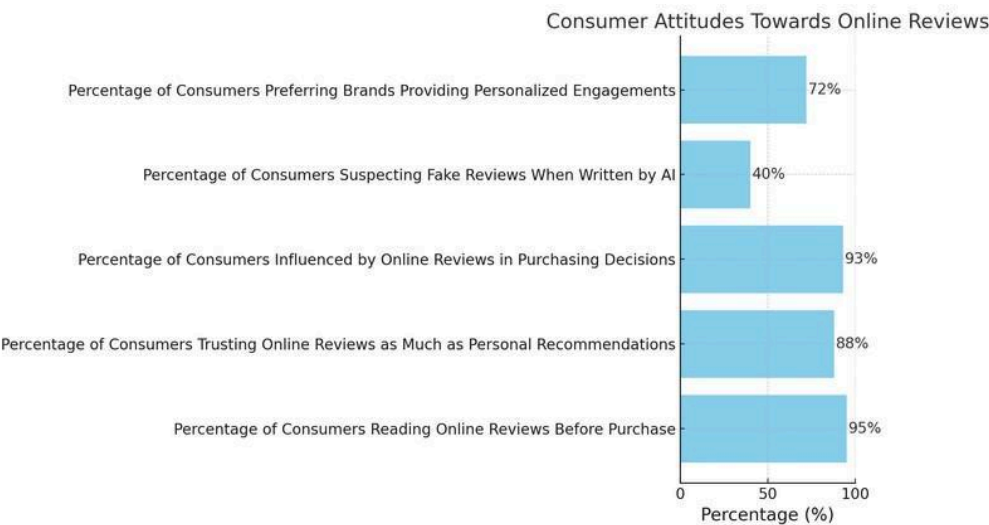 Consumer Attitudes Towards Online Reviews
Percentage of Consumers Preferring Brands Providing Personalized Engagements
72%
Percentage of Consumers Suspecting Fake Reviews When Written by AI
40%
Percentage of Consumers Influenced by Online Reviews in Purchasing Decisions
93%
Percentage of Consumers Trusting Online Reviews as Much as Personal Recommendations
88%
Percentage of Consumers Reading Online Reviews Before Purchase
95%
0 50 100
Percentage (%)